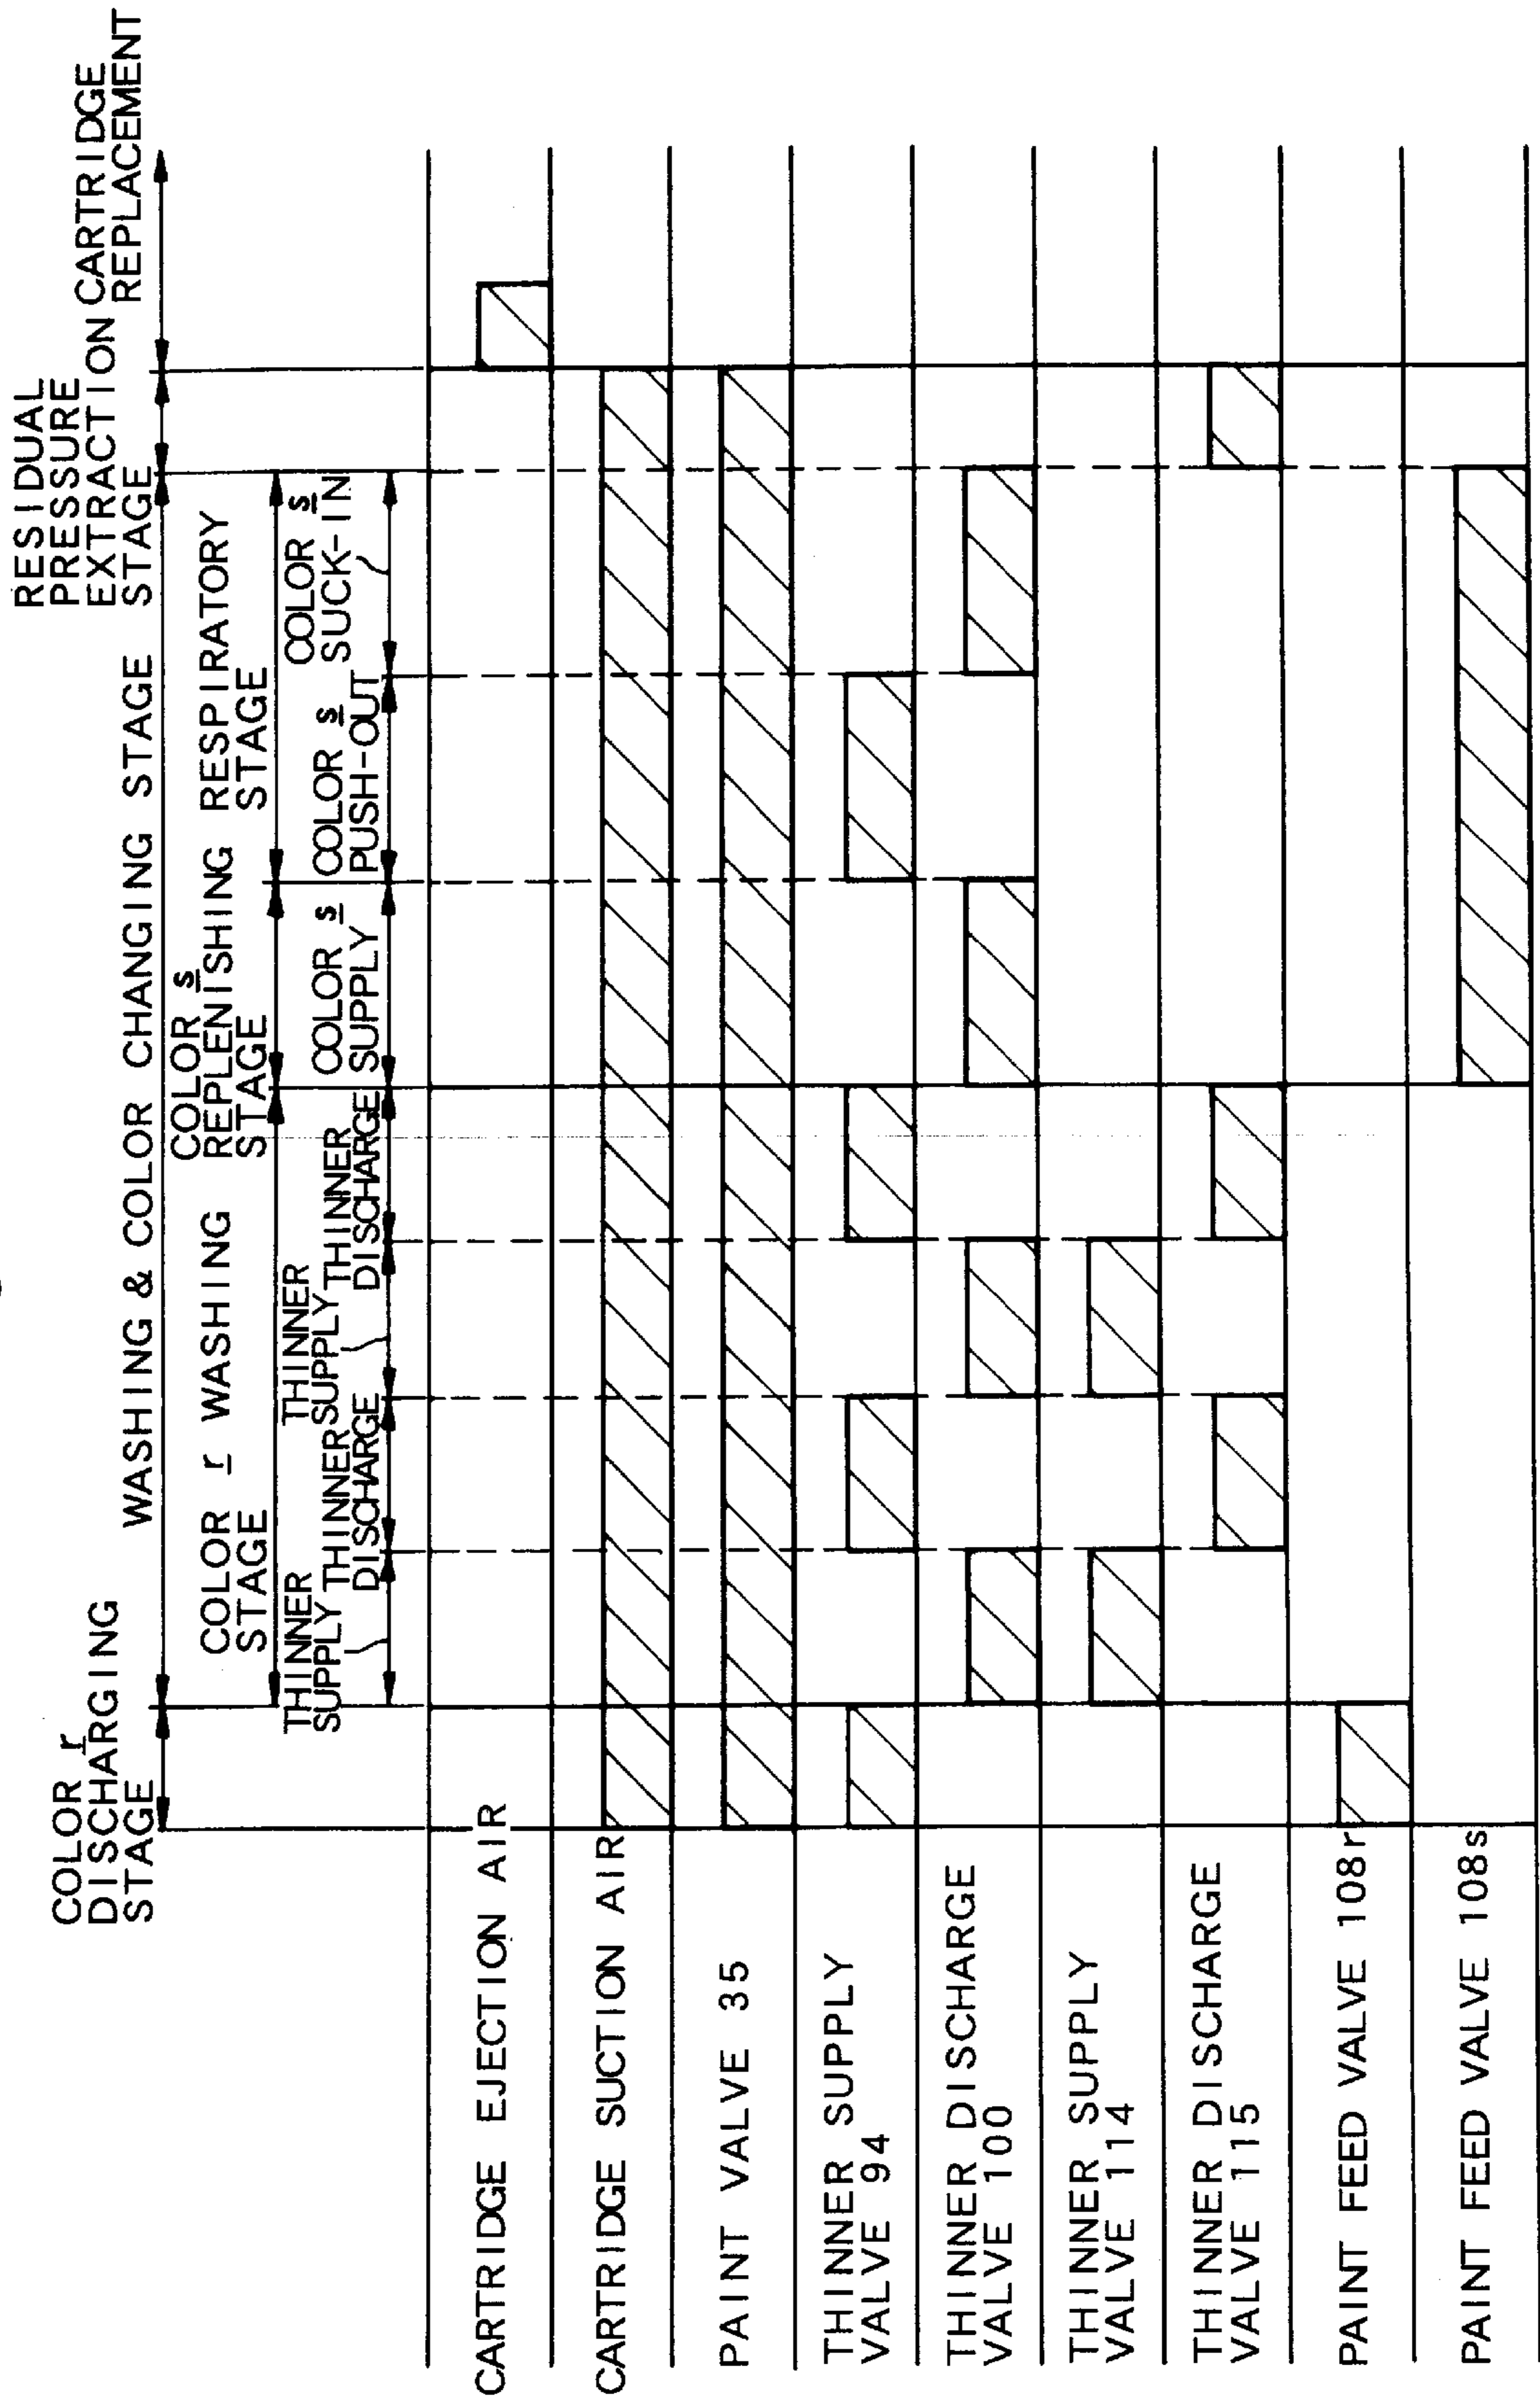 COLOR r
DISCHARGING
STAGE
WASHING & COLOR CHANGING STAGE
RESIDUAL
PRESSURE
EXTRACTION
STAGE
CARTRIDGE
REPLACEMENT
COLOR r WASHING
STAGE
COLOR s
REPLENISHING
STAGE
RESPIRATORY
STAGE
THINNER
SUPPLY
THINNER
DISCHARGE
THINNER
SUPPLY
THINNER
DISCHARGE
COLOR s
SUPPLY
COLOR s
PUSH-OUT
COLOR s
SUCK-IN
CARTRIDGE EJECTION AIR
CARTRIDGE SUCTION AIR
PAINT VALVE 35
THINNER SUPPLY
VALVE 94
THINNER DISCHARGE
VALVE 100
THINNER SUPPLY
VALVE 114
THINNER DISCHARGE
VALVE 115
PAINT FEED VALVE 108r
PAINT FEED VALVE 108s